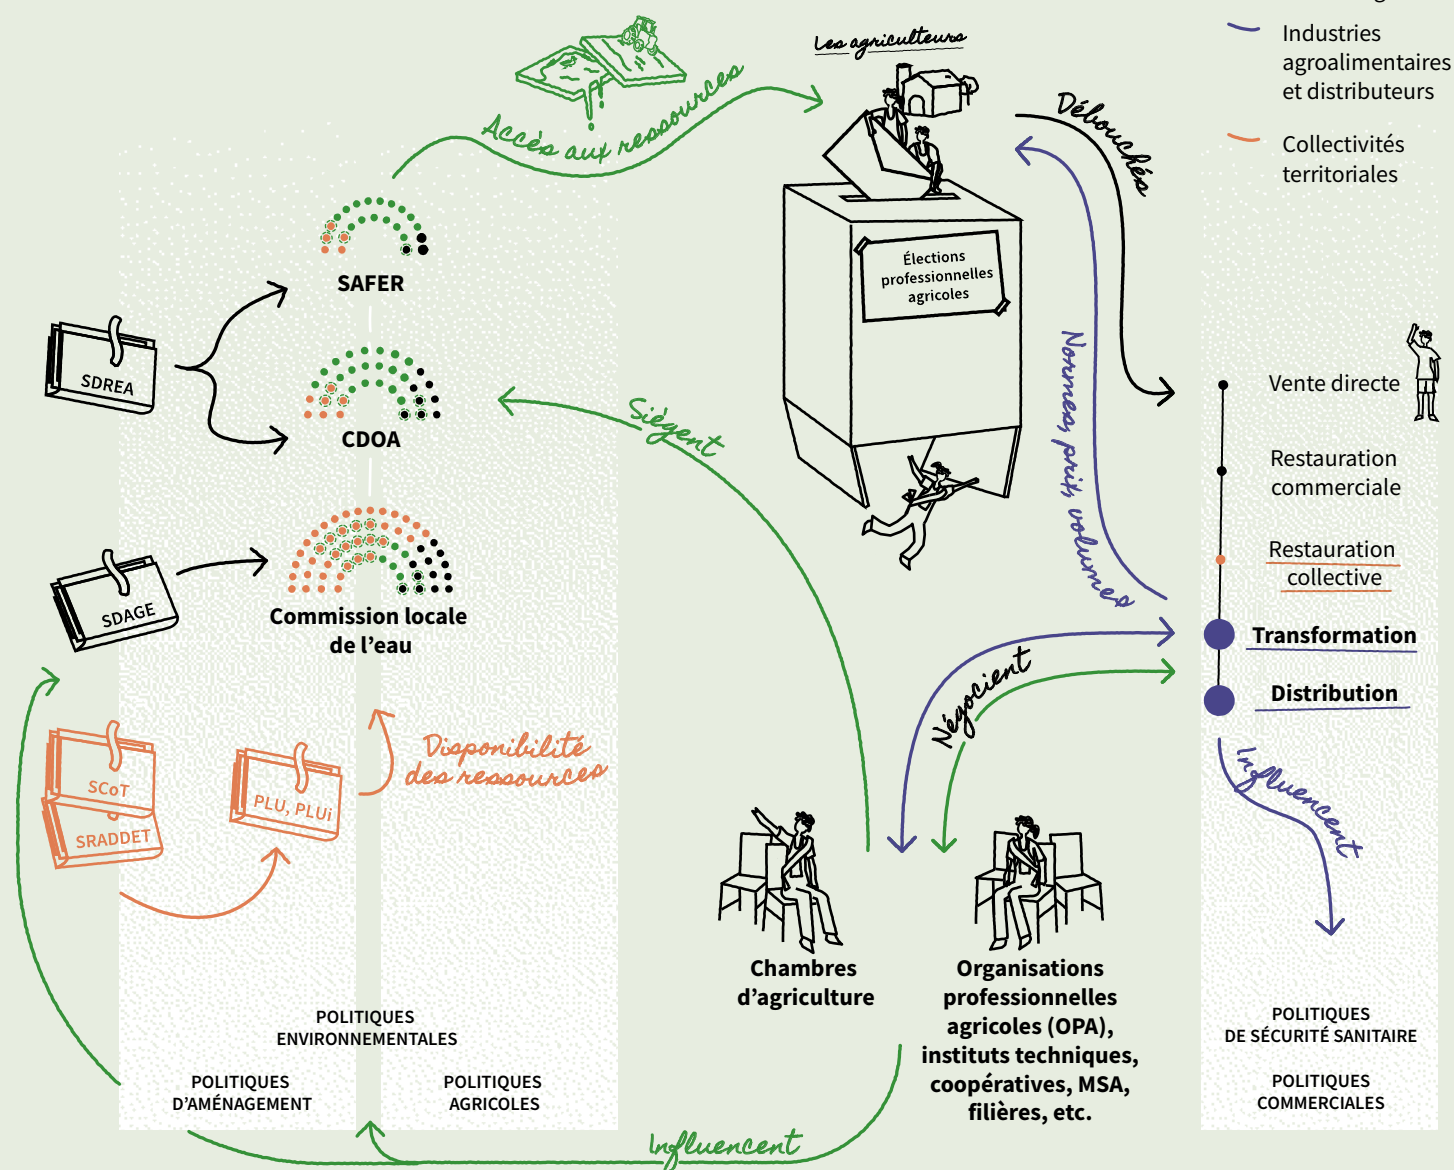 Les agriculteurs
Industries
agroalimentaires
et distributeurs
Collectivités
territoriales
Accès aux ressources
Débouchés
Élections
professionnelles
agricoles
SAFER
SDREA
CDOA
Siègent
Normes, prix, volumes
Vente directe
Restauration
commerciale
Restauration
collective
Transformation
Distribution
SDAGE
Commission locale
de l’eau
Négocient
Influencent
Disponibilité
des ressources
SCoT
SRADDET
PLU, PLUi
Chambres
d’agriculture
Organisations
professionnelles
agricoles (OPA),
instituts techniques,
coopératives, MSA,
filières, etc.
POLITIQUES
ENVIRONNEMENTALES
POLITIQUES
D’AMÉNAGEMENT
POLITIQUES
AGRICOLES
POLITIQUES
DE SÉCURITÉ SANITAIRE
POLITIQUES
COMMERCIALES
Influencent